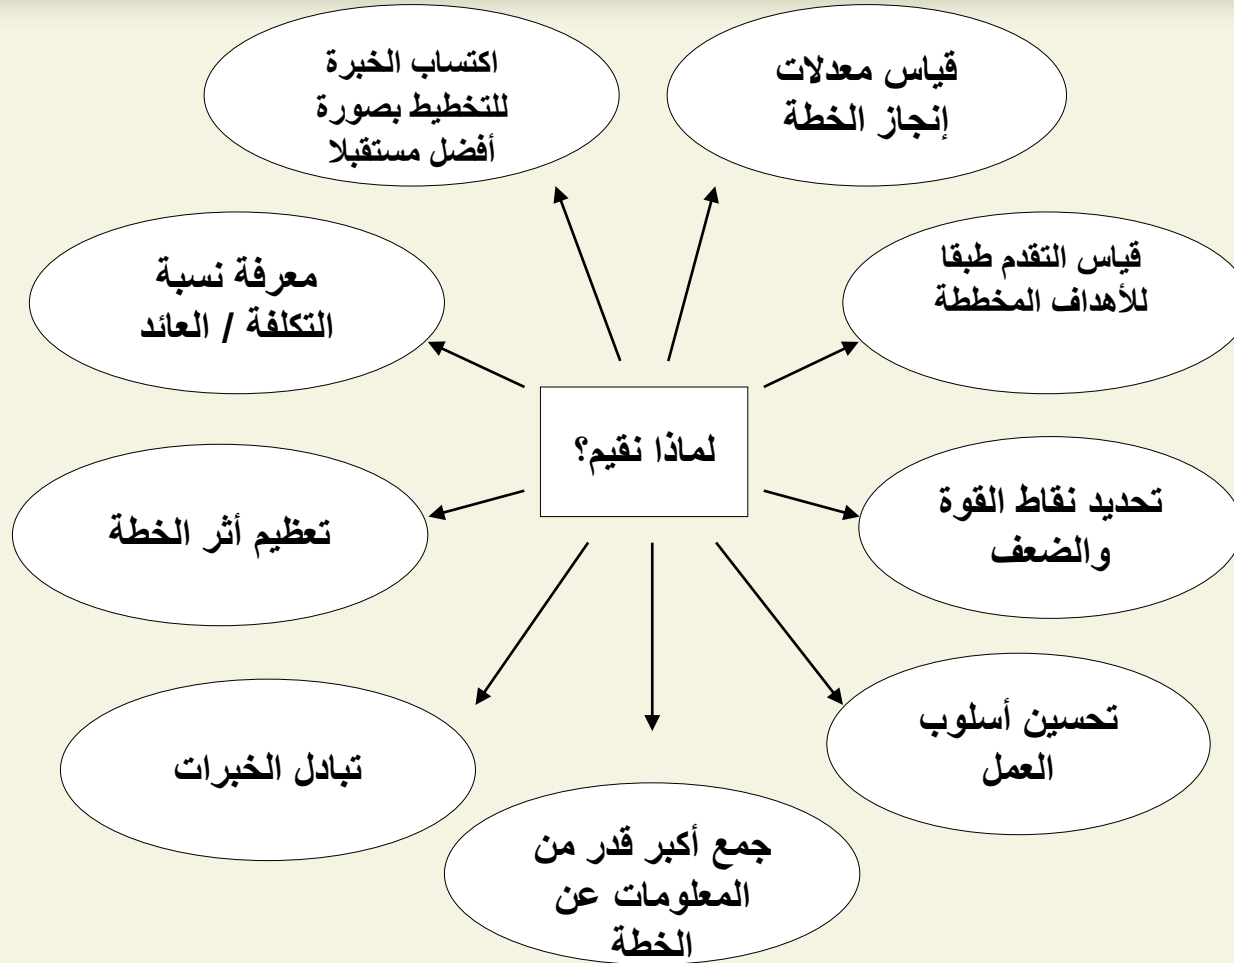 قياس معدلات
إنجاز الخطة
اكتساب الخبرة
للتخطيط بصورة
أفضل مستقبلا
قياس التقدم طبقا
للأهداف المخططة
معرفة نسبة
التكلفة / العائد
لماذا نقيم؟
تحديد نقاط القوة
والضعف
تعظيم أثر الخطة
تحسين أسلوب
العمل
تبادل الخبرات
جمع أكبر قدر من
المعلومات عن
الخطة